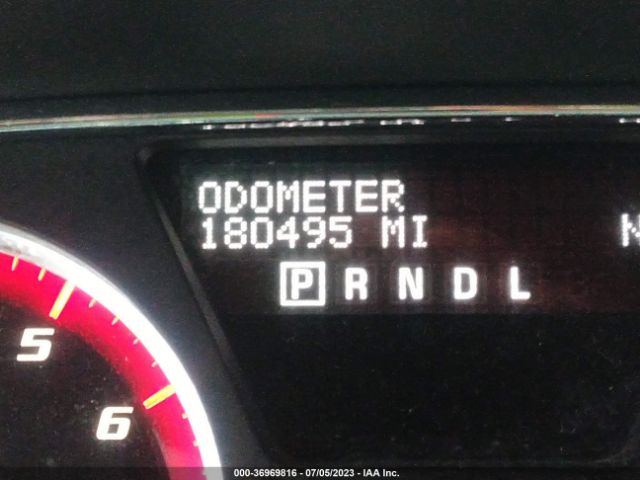 ODOMETER
180495 MI N
P R N D L
5
6
000-36969816 - 07/05/2023 - IAA Inc.